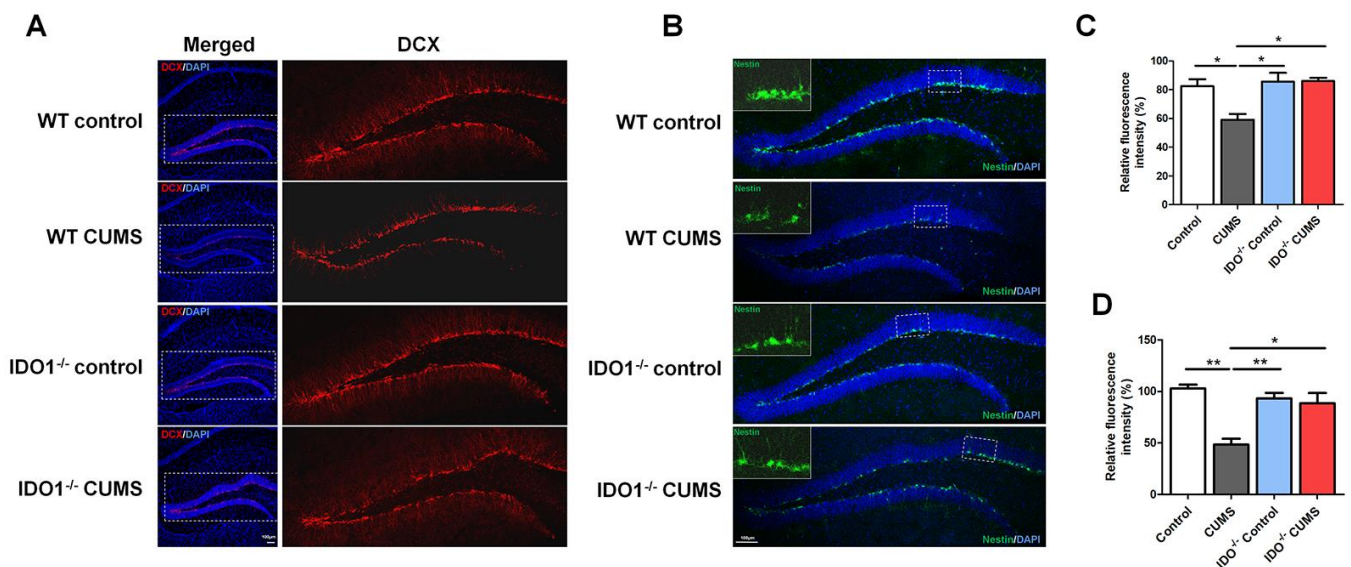 A
Merged
DCX
DCX/DAPI
WT control
DCX/DAPI
WT CUMS
DCX/DAPI
IDO1-/- control
DCX/DAPI
IDO1-/- CUMS
100µm
B
Nestin
WT control
Nestin/DAPI
Nestin
WT CUMS
Nestin/DAPI
Nestin
IDO1-/- control
Nestin/DAPI
Nestin
IDO1-/- CUMS
100µm
Nestin/DAPI
C
Relative fluorescence
intensity (%)
100
80
60
40
20
0
*
* *
Control
CUMS
IDO-/- Control
IDO-/- CUMS
D
Relative fluorescence
intensity (%)
150
100
50
0
*
** **
Control
CUMS
IDO-/- Control
IDO-/- CUMS